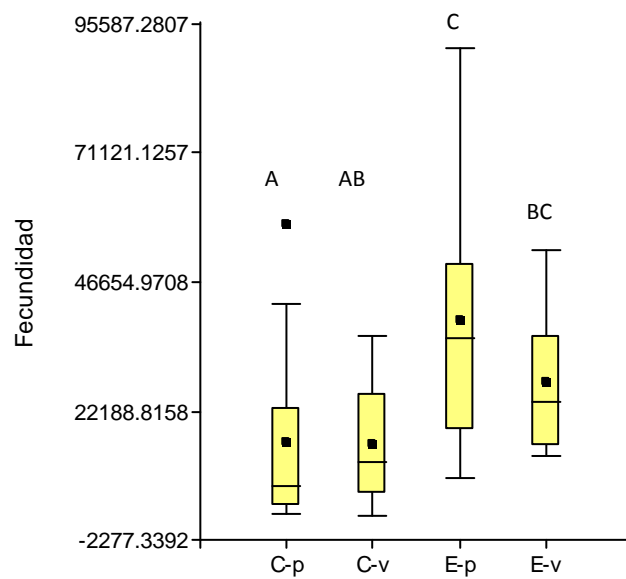 Fecundidad
95587.2807
71121.1257
46654.9708
22188.8158
-2277.3392
A
AB
C
BC
C-p
C-v
E-p
E-v